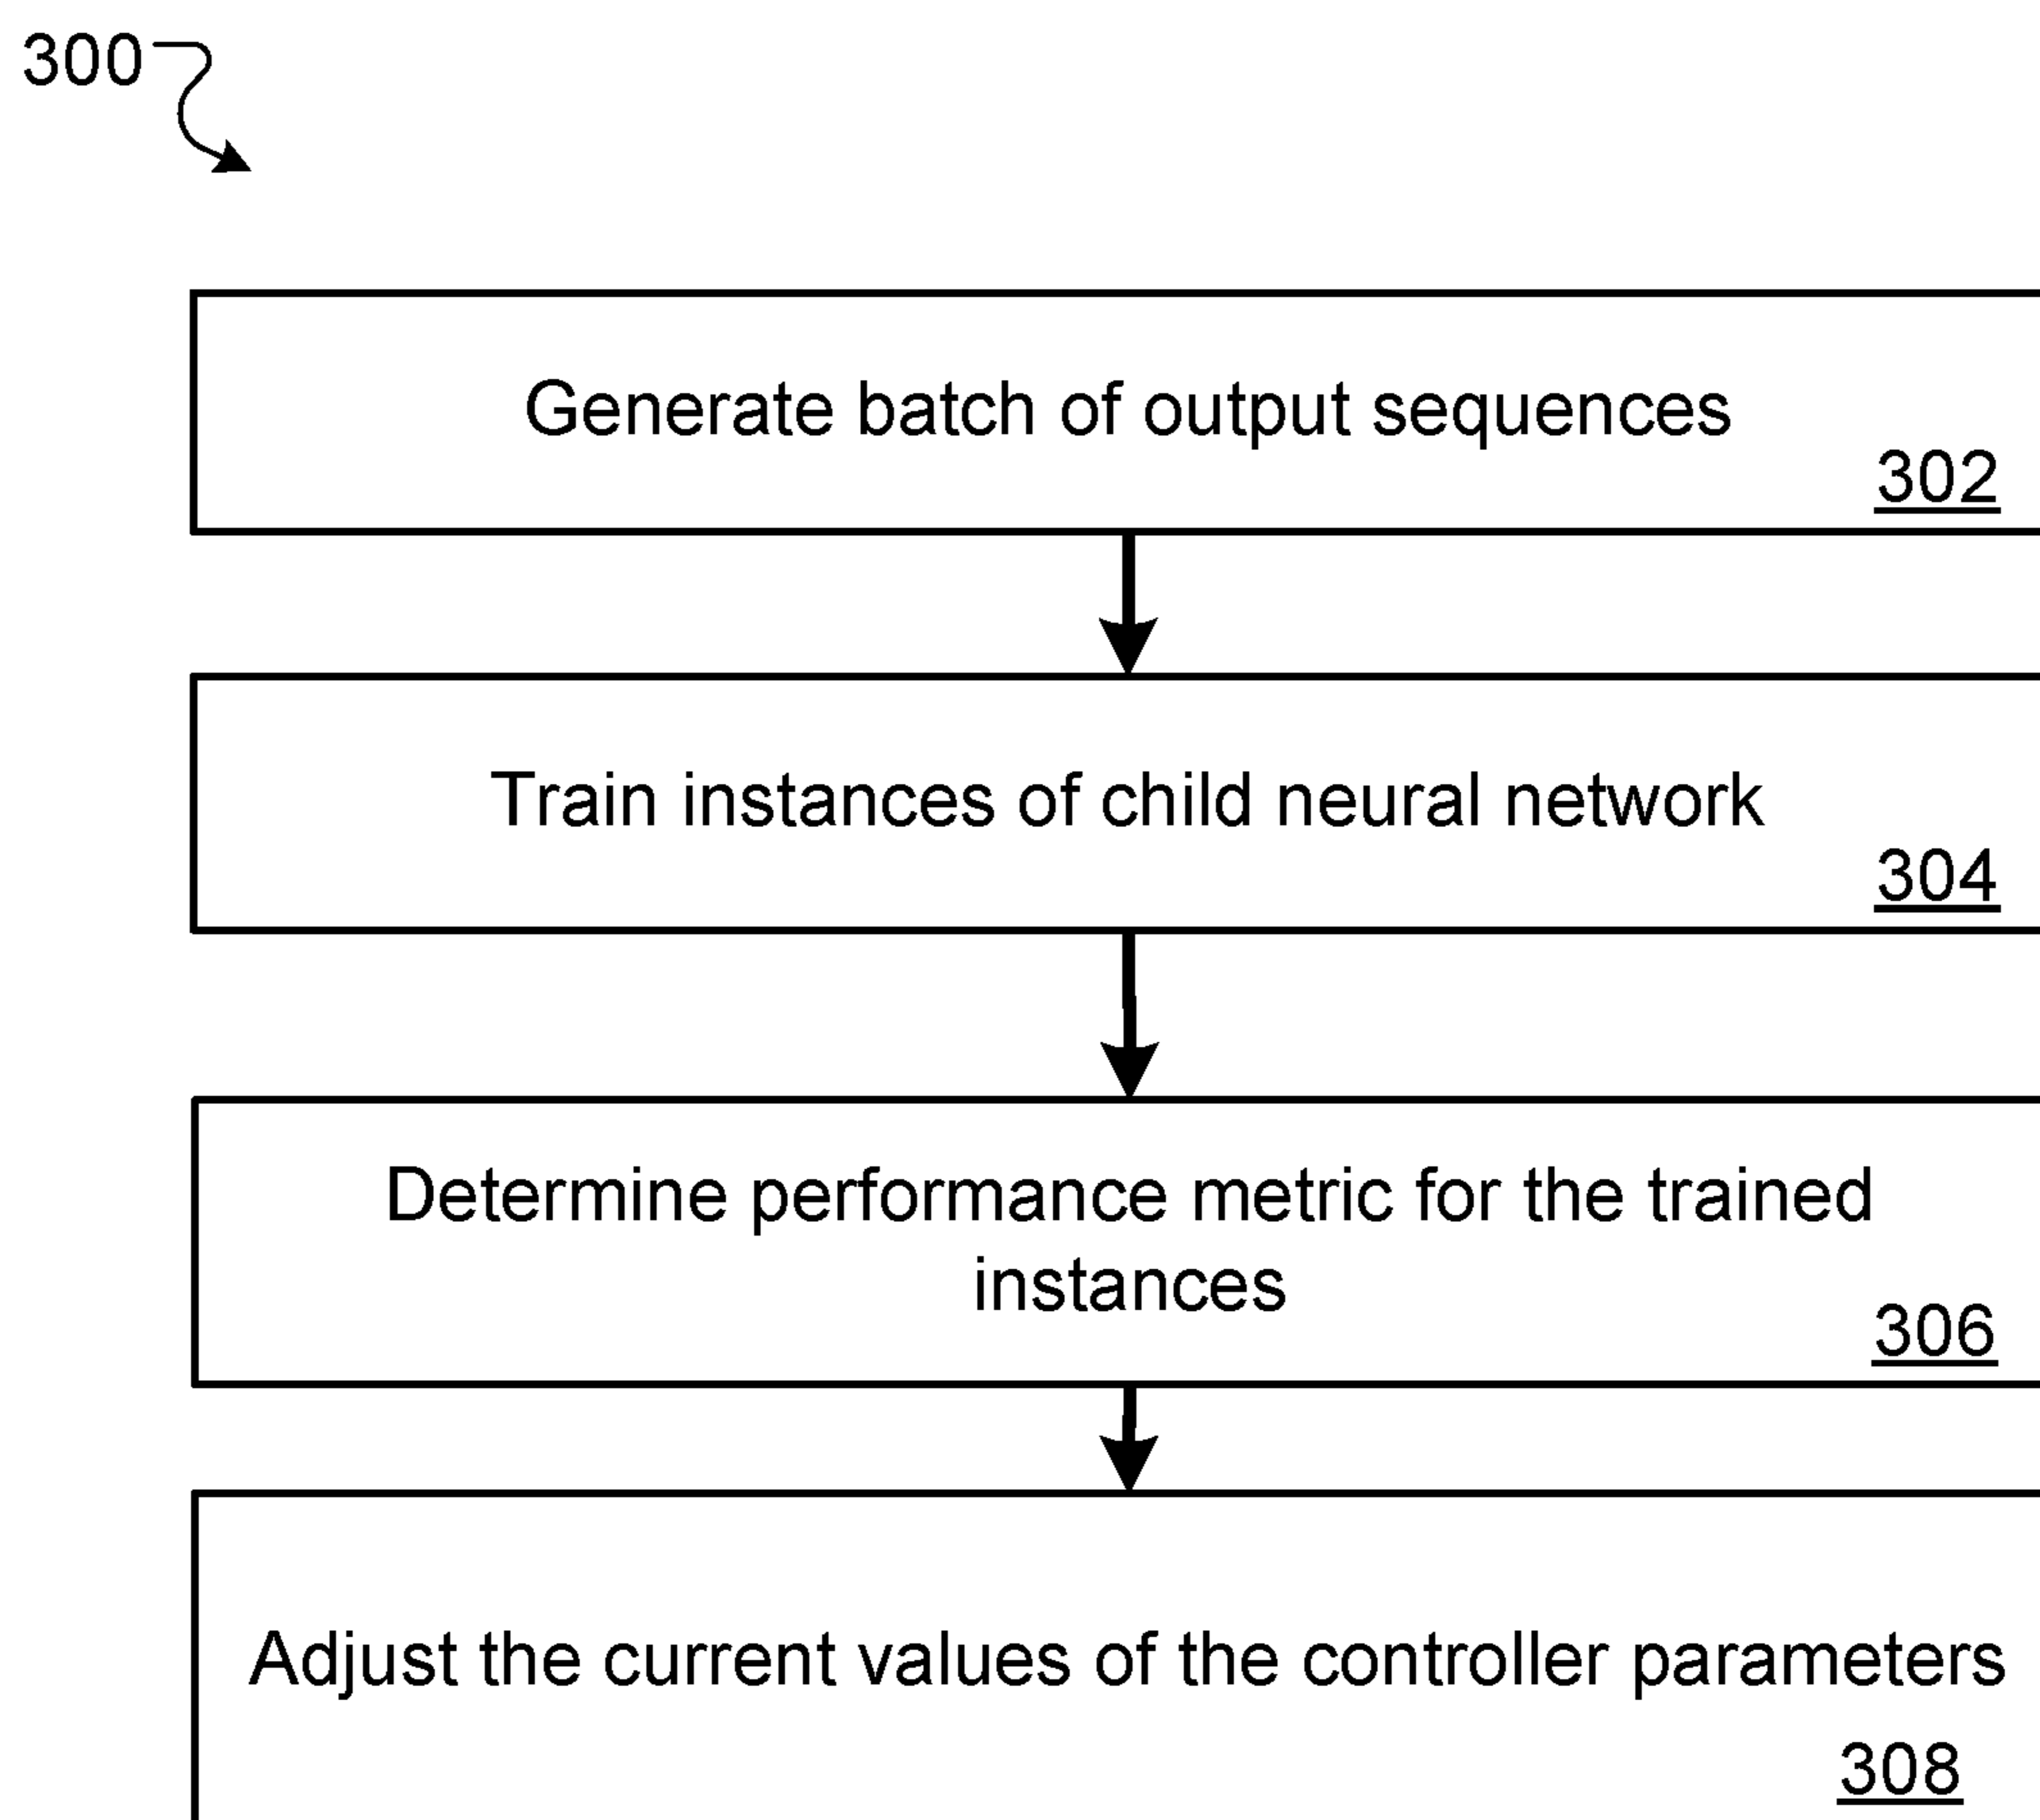 300
Generate batch of output sequences
302
Train instances of child neural network
304
Determine performance metric for the trained
instances
306
Adjust the current values of the controller parameters
308